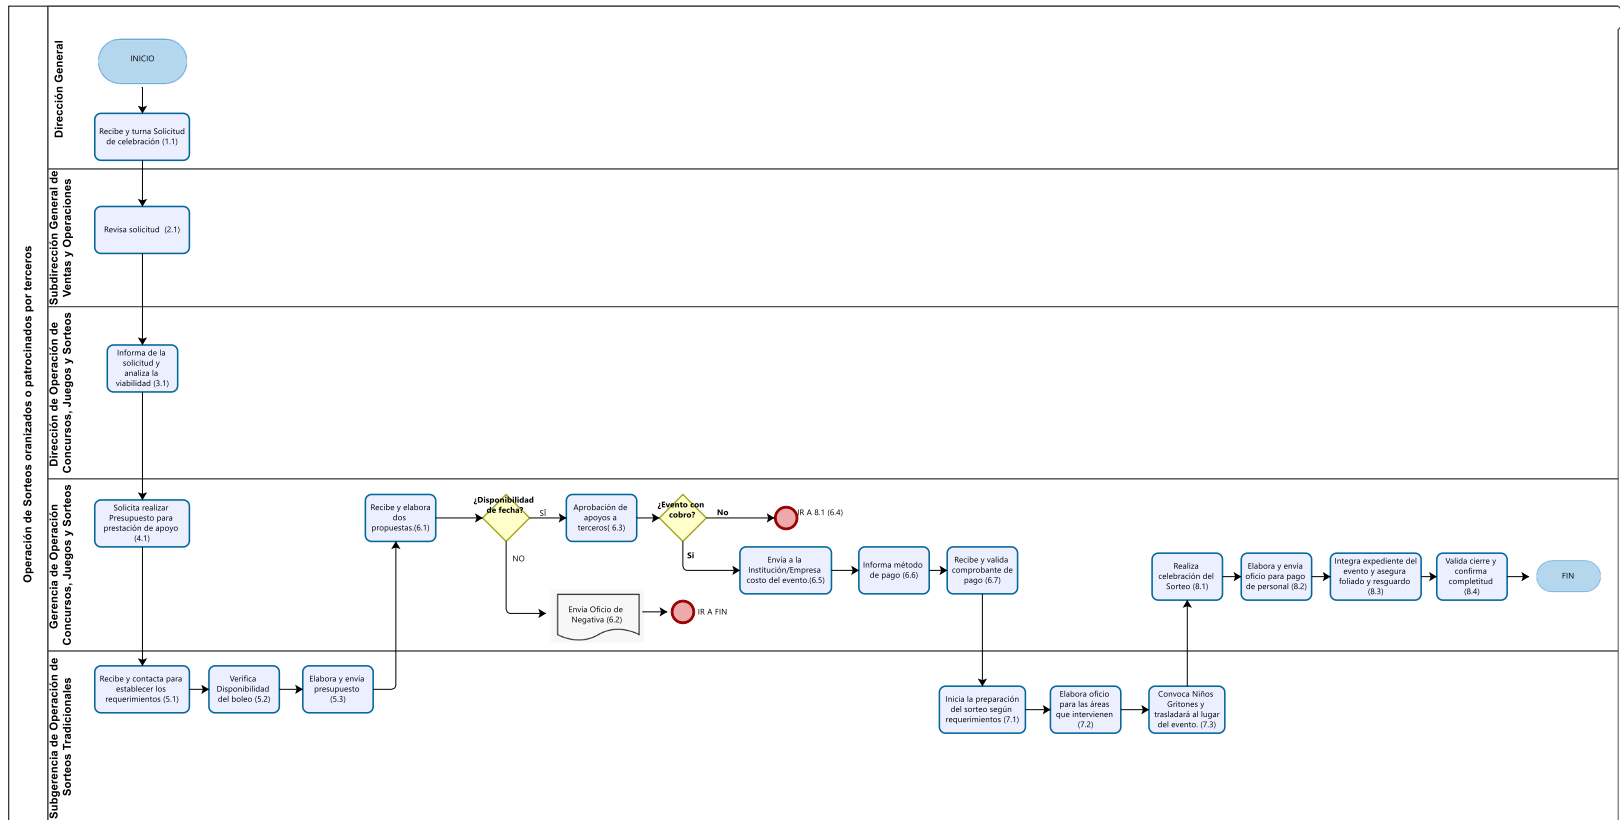 Operación de Sorteos oranizados o patrocinados por terceros
Dirección General
INICIO
Recibe y turna Solicitud
de celebración (1.1)
Subdirección General de
Ventas y Operaciones
Revisa solicitud (2.1)
Dirección de Operación de
Concursos, Juegos y Sorteos
Informa de la
solicitud y
analiza la
viabilidad (3.1)
Gerencia de Operación
Concursos, Juegos y Sorteos
Solicita realizar
Presupuesto para
prestación de apoyo
(4.1)
Recibe y elabora
dos
propuestas.(6.1)
¿Disponibilidad
de fecha?
SÍ
NO
Aprobación de
apoyos a
terceros( 6.3)
¿Evento con
cobro?
No
IR A 8.1 (6.4)
Si
Envía a la
Institución/Empresa
costo del evento.(6.5)
Informa método
de pago (6.6)
Recibe y valida
comprobante de
pago (6.7)
Envía Oficio de
Negativa (6.2)
IR A FIN
Realiza
celebración del
Sorteo (8.1)
Elabora y envía
oficio para pago
de personal (8.2)
Integra expediente del
evento y asegura
foliado y resguardo
(8.3)
Valida cierre y
confirma
completitud
(8.4)
FIN
Subgerencia de Operación de
Sorteos Tradicionales
Recibe y contacta para
establecer los
requerimientos (5.1)
Verifica
Disponibilidad
del boleo (5.2)
Elabora y envía
presupuesto
(5.3)
Inicia la preparación
del sorteo según
requerimientos (7.1)
Elabora oficio
para las áreas
que intervienen
(7.2)
Convoca Niños
Gritones y
trasladará al lugar
del evento. (7.3)